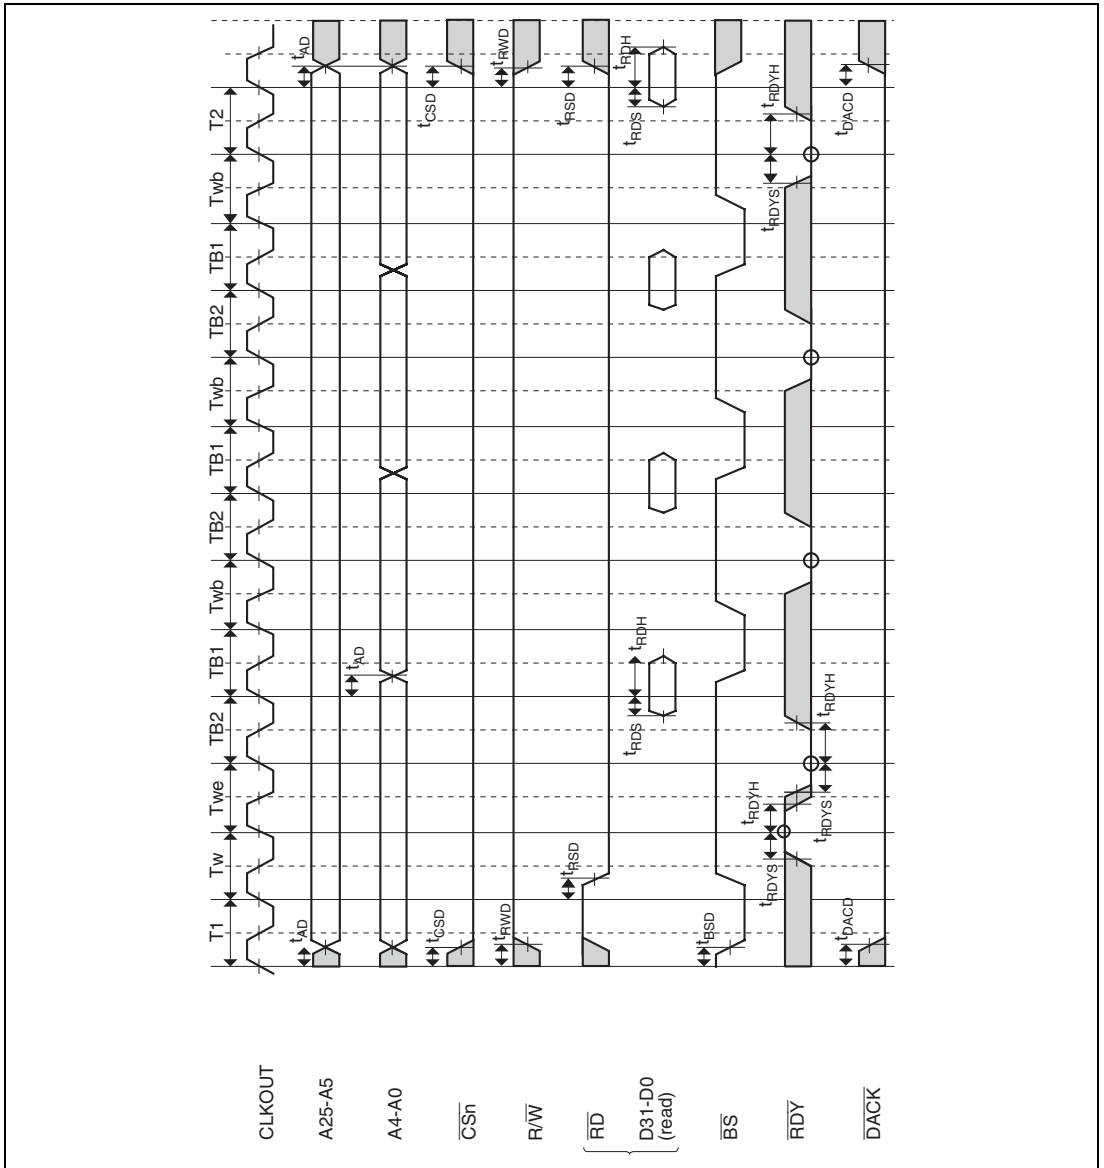 T1 Tw Twe TB2 TB1 Twb TB2 TB1 Twb TB2 TB1 Twb T2
CLKOUT
tAD tAD
A25-A5
tAD
A4-A0
tCSD tCSD
CSn
tRWD tRWD
R/W
tRSD tRSD
RD
tRDS tRDH tRDS tRDH
D31-D0
(read)
tBSD
BS
tRDYS tRDYH tRDYS tRDYH
RDY
tRDYS tRDYH
tDACD tDACD
DACK